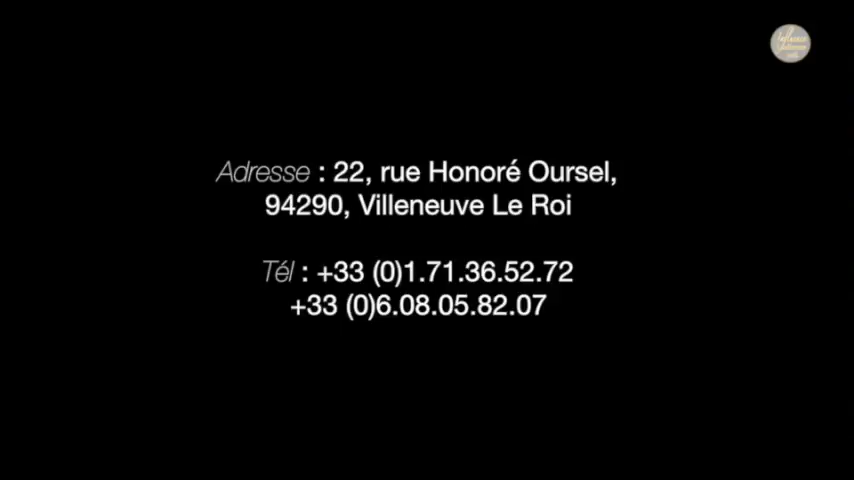 Adresse : 22, rue Honoré Oursel,
94290, Villeneuve Le Roi
Tél : +33 (0)1.71.36.52.72
+33 (0)6.08.05.82.07